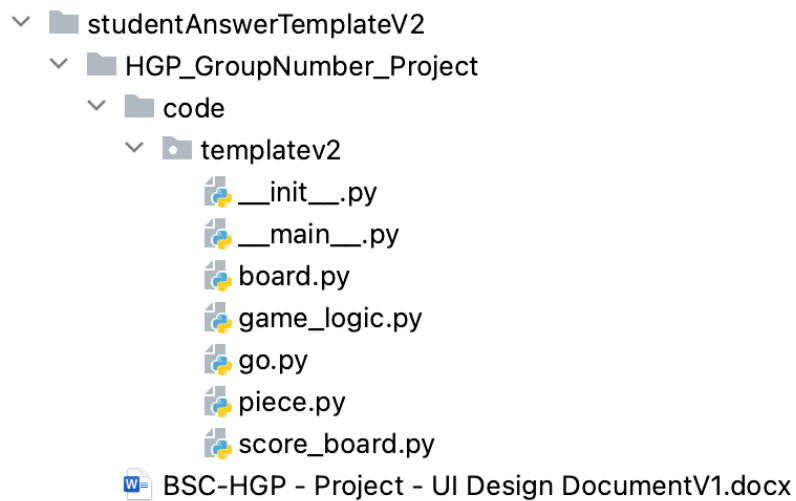 studentAnswerTemplateV2
HGP_GroupNumber_Project
code
templatev2
__init__.py
__main__.py
board.py
game_logic.py
go.py
piece.py
score_board.py
BSC-HGP - Project - UI Design DocumentV1.docx